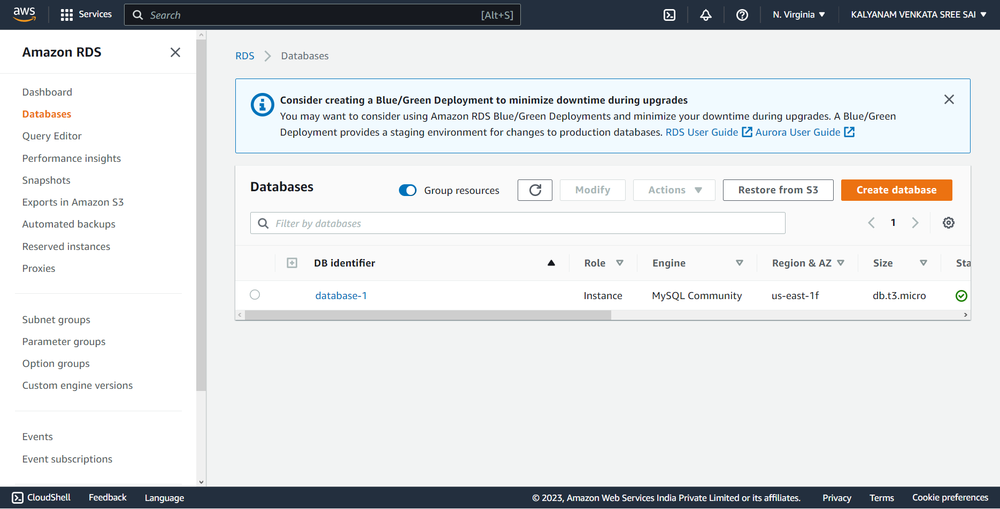 aws
Services
Search
[Alt+S]
N. Virginia
KALYANAM VENKATA SREE SAI
Amazon RDS
Dashboard
Databases
Query Editor
Performance insights
Snapshots
Exports in Amazon S3
Automated backups
Reserved instances
Proxies
Subnet groups
Parameter groups
Option groups
Custom engine versions
Events
Event subscriptions
RDS
Databases
Consider creating a Blue/Green Deployment to minimize downtime during upgrades
You may want to consider using Amazon RDS Blue/Green Deployments and minimize your downtime during upgrades. A Blue/Green
Deployment provides a staging environment for changes to production databases. RDS User Guide Aurora User Guide
Databases
Group resources
Modify
Actions
Restore from S3
Create database
Filter by databases
1
DB identifier
Role
Engine
Region & AZ
Size
Sta
database-1
Instance
MySQL Community
us-east-1f
db.t3.micro
CloudShell
Feedback
Language
© 2023, Amazon Web Services India Private Limited or its affiliates.
Privacy
Terms
Cookie preferences